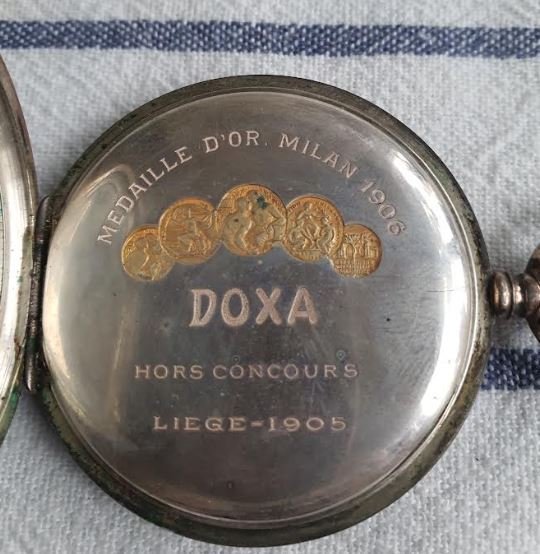 MEDAILLE D'OR. MILAN 1906
DOXA
HORS CONCOURS
LIEGE-1905